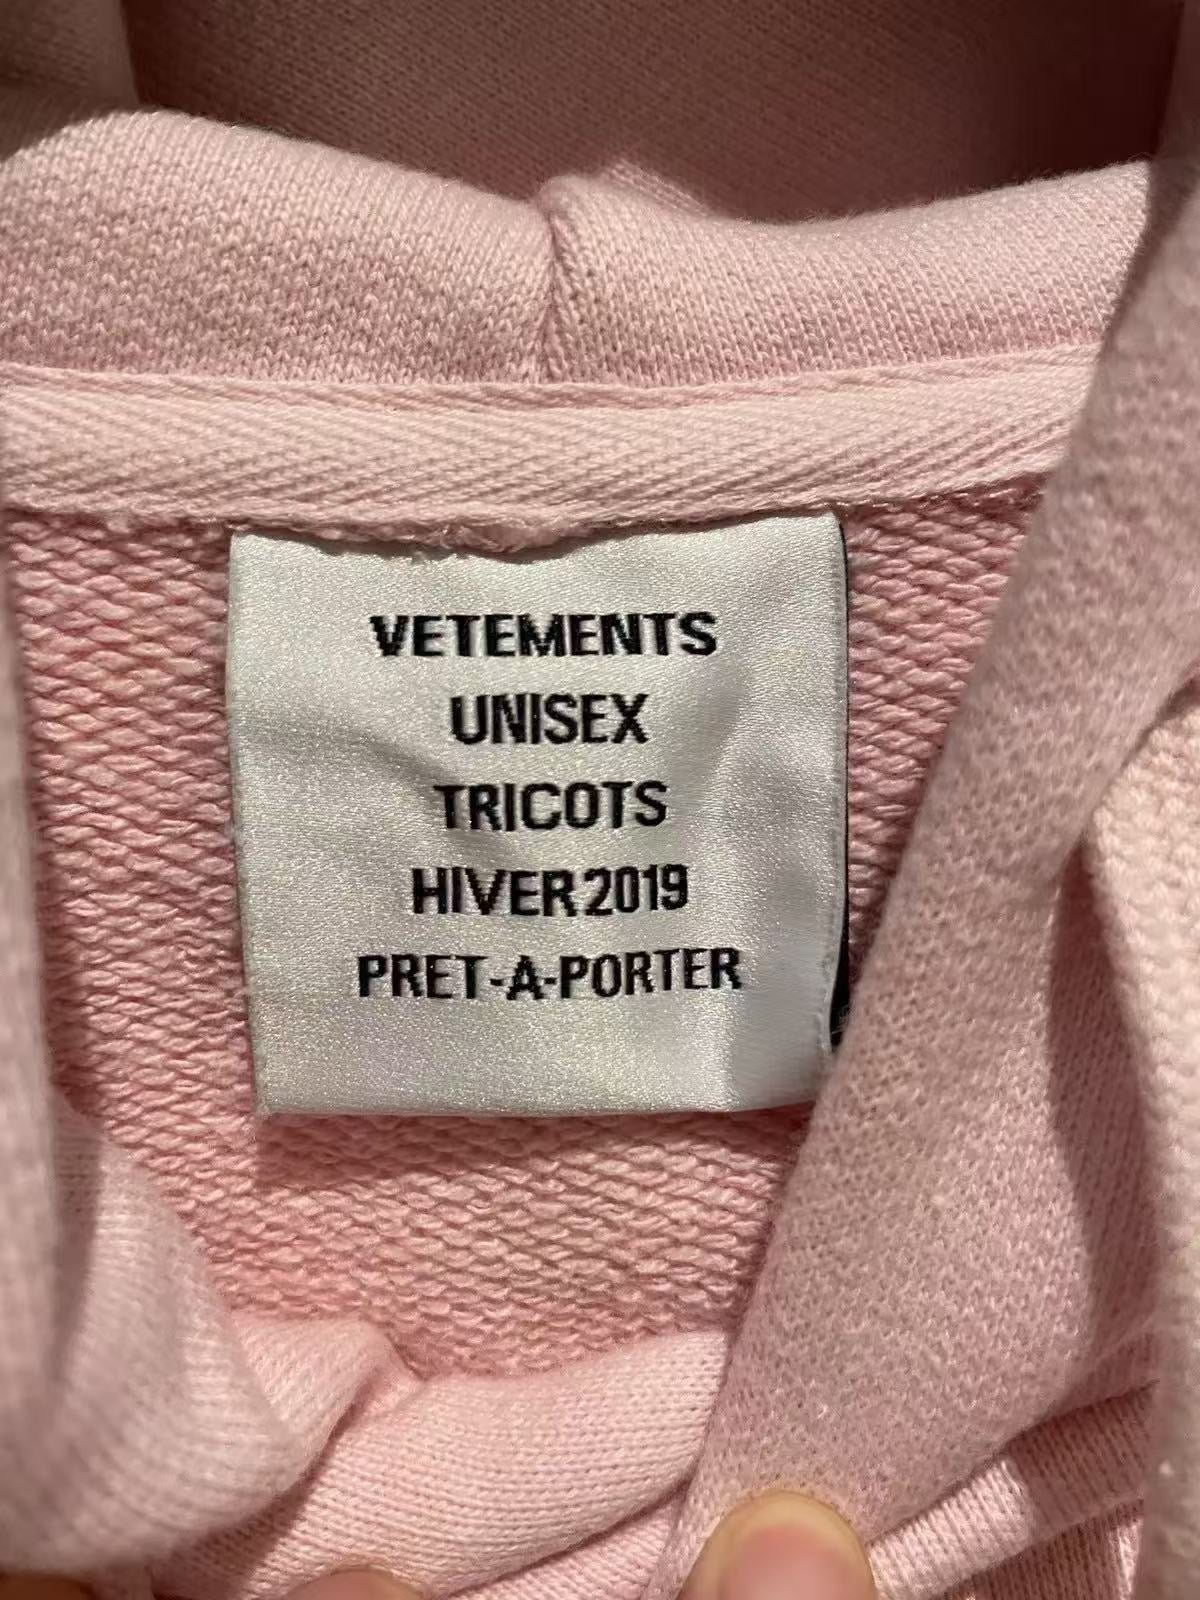 VETEMENTS
UNISEX
TRICOTS
HIVER 2019
PRET-A-PORTER